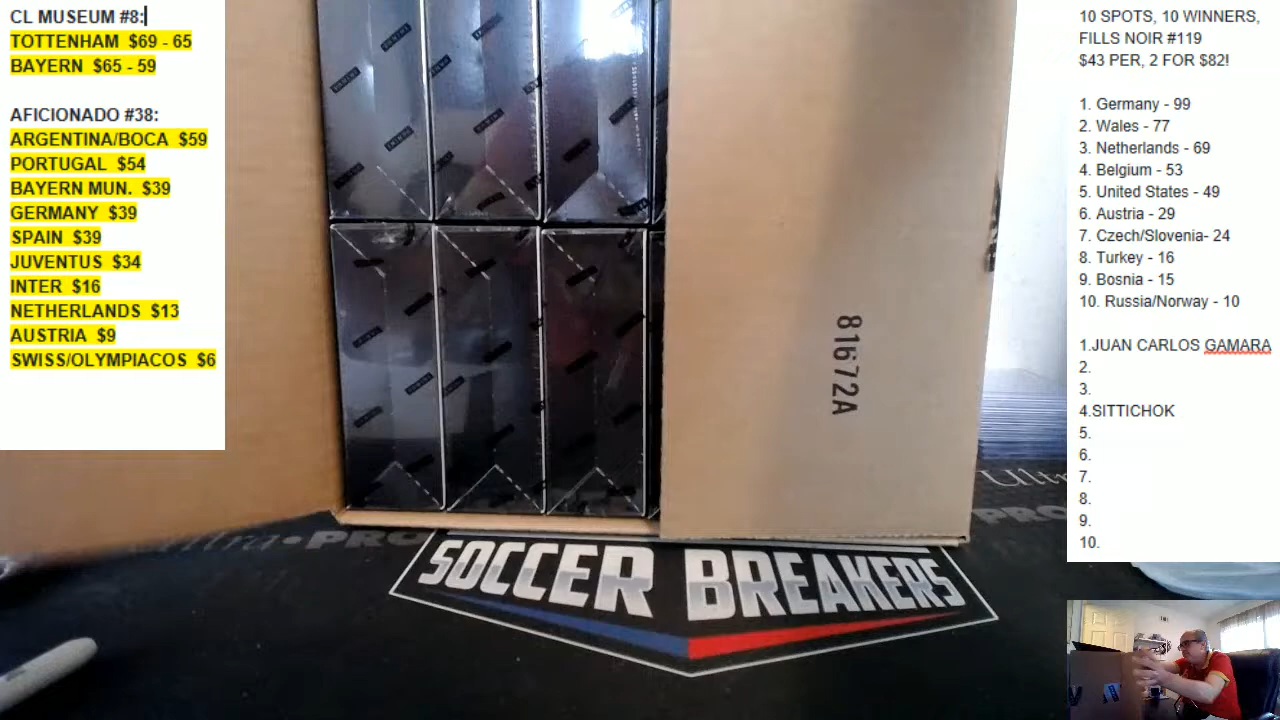 CL MUSEUM #8:
TOTTENHAM $69 - 65
BAYERN $65 - 59
AFICIONADO #38:
ARGENTINA/BOCA $59
PORTUGAL $54
BAYERN MUN. $39
GERMANY $39
SPAIN $39
JUVENTUS $34
INTER $16
NETHERLANDS $13
AUSTRIA $9
SWISS/OLYMPIACOS $6
81672A
SOCCER BREAKERS
Ultra PRO
10 SPOTS, 10 WINNERS,
FILLS NOIR #119
$43 PER, 2 FOR $82!
1. Germany - 99
2. Wales - 77
3. Netherlands - 69
4. Belgium - 53
5. United States - 49
6. Austria - 29
7. Czech/Slovenia- 24
8. Turkey - 16
9. Bosnia - 15
10. Russia/Norway - 10
1.JUAN CARLOS GAMARA
2.
3.
4.SITTICHOK
5.
6.
7.
8.
9.
10.